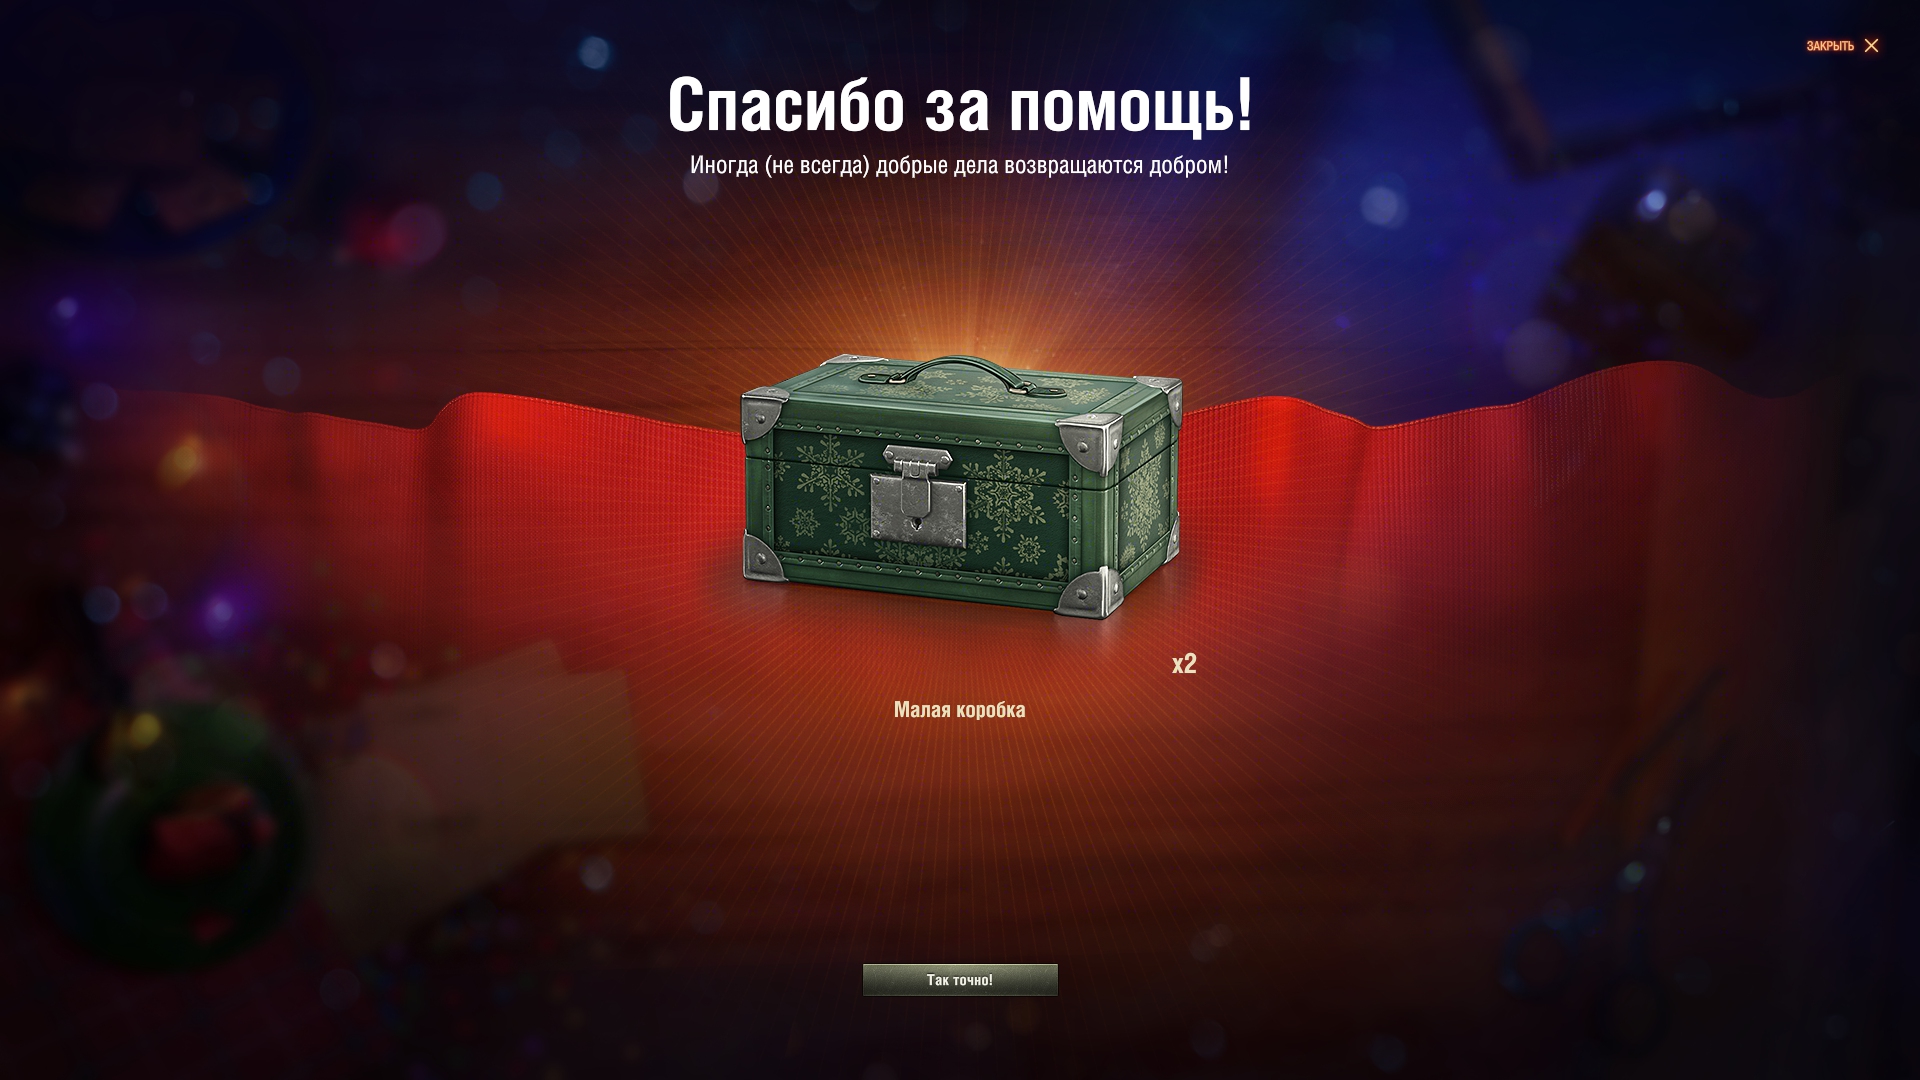 ЗАКРЫТЬ
Спасибо за помощь!
Иногда (не всегда) добрые дела возвращаются добром!
x2
Малая коробка
Так точно!